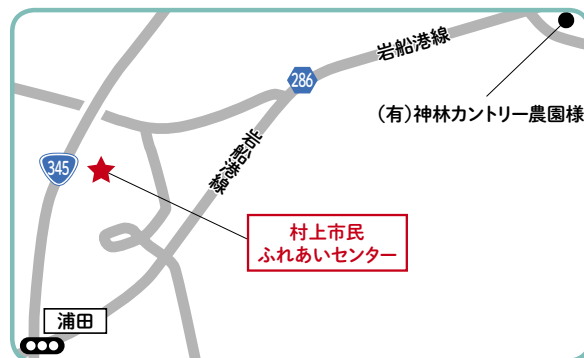 岩船港線
286
(有)神林カントリー農園様
岩船港線
345
村上市民
ふれあいセンター
浦田